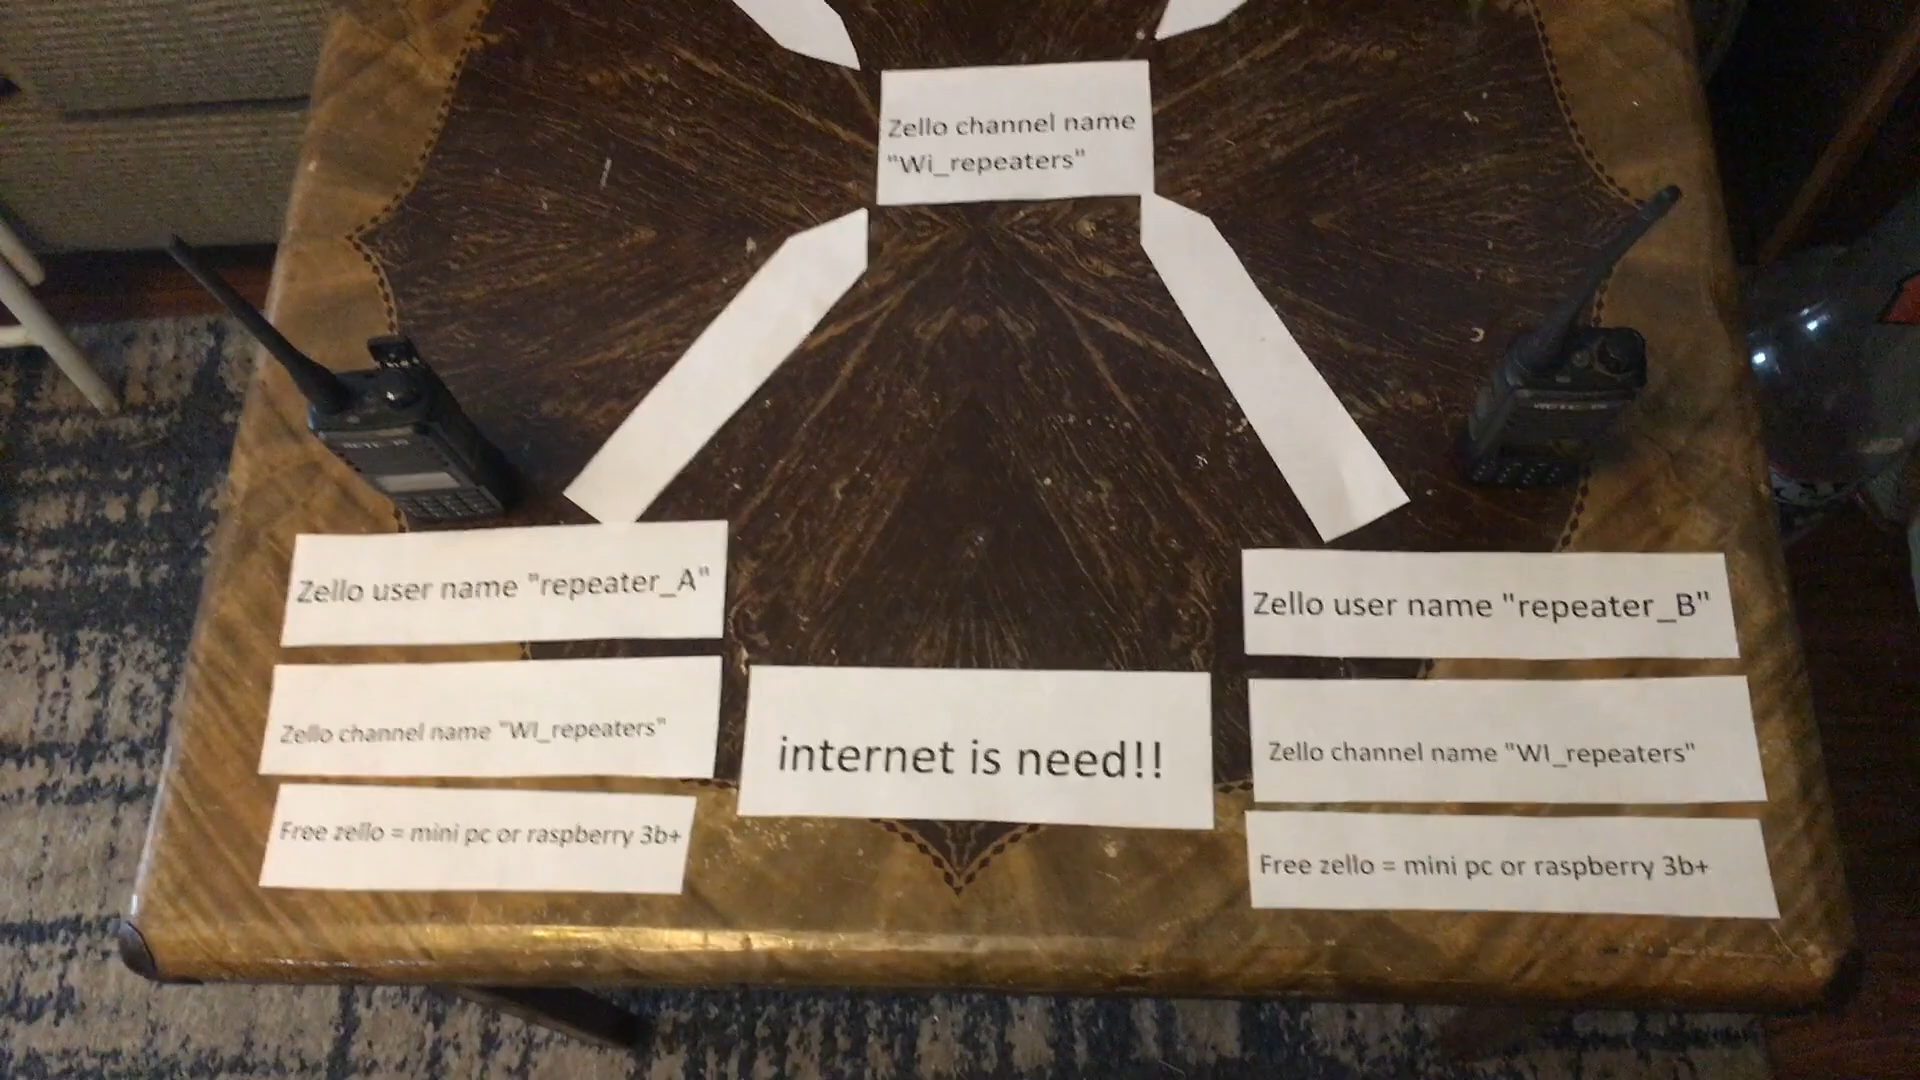 Zello channel name
"Wi_repeaters"
Zello user name "repeater_A"
Zello channel name "WI_repeaters"
Free zello = mini pc or raspberry 3b+
internet is need!!
Zello user name "repeater_B"
Zello channel name "WI_repeaters"
Free zello = mini pc or raspberry 3b+